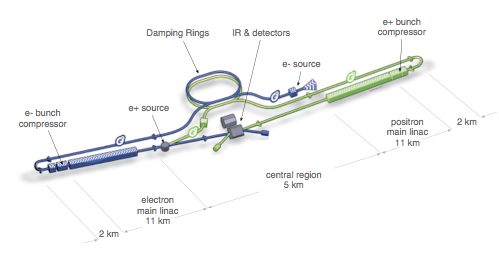 e+ bunch
compressor
Damping Rings
IR & detectors
e- source
e+ source
e- bunch
compressor
2 km
positron
main linac
11 km
central region
5 km
electron
main linac
11 km
2 km